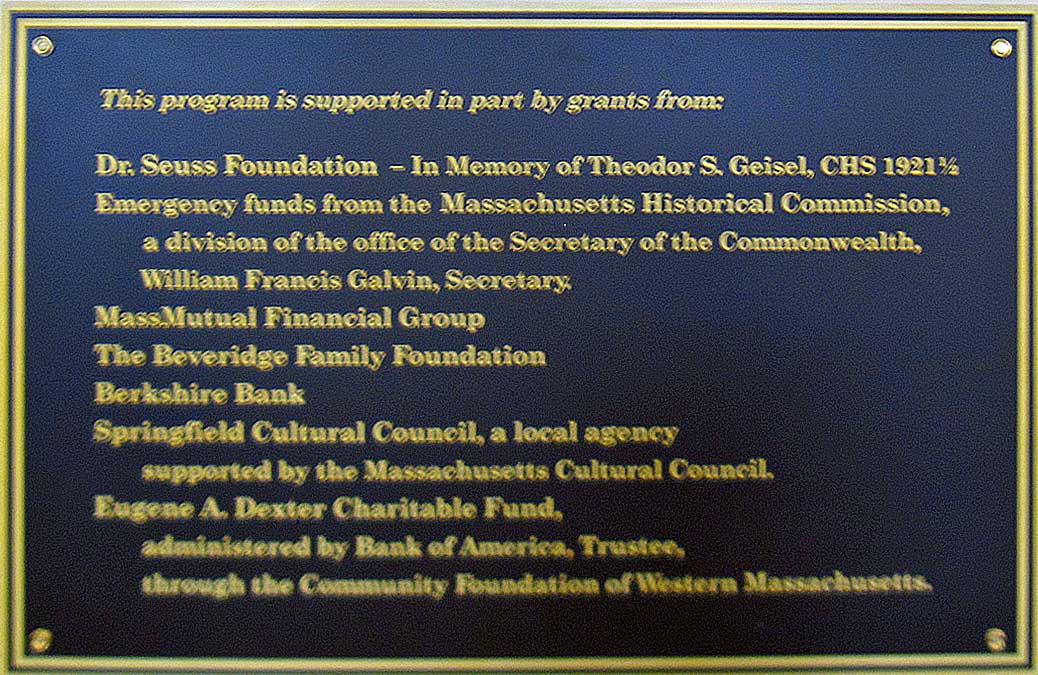 This program is supported in part by grants from:
Dr. Seuss Foundation – In Memory of Theodor S. Geisel, CHS 1921½
Emergency funds from the Massachusetts Historical Commission,
a division of the office of the Secretary of the Commonwealth,
William Francis Galvin, Secretary.
MassMutual Financial Group
The Beveridge Family Foundation
Berkshire Bank
Springfield Cultural Council, a local agency
supported by the Massachusetts Cultural Council.
Eugene A. Dexter Charitable Fund,
administered by Bank of America, Trustee,
through the Community Foundation of Western Massachusetts.